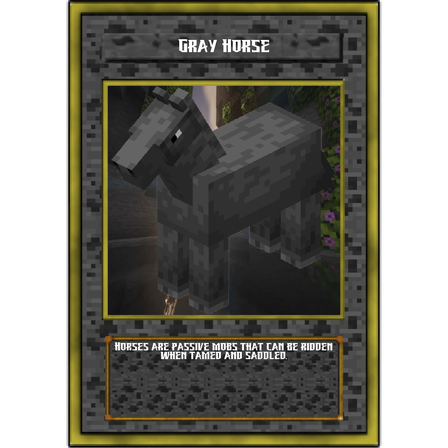 Gray Horse
Horses are passive mobs that can be ridden
when tamed and saddled.